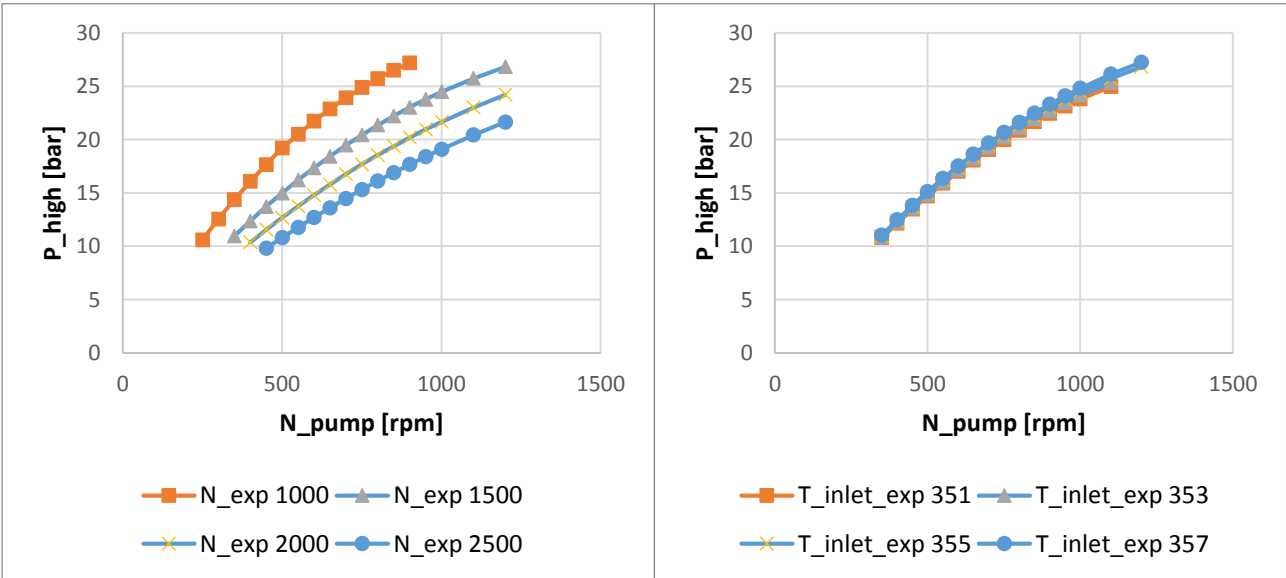 30
25
20
15
10
5
0
P_high [bar]
0 500 1000 1500
N_pump [rpm]
N_exp 1000 N_exp 1500
N_exp 2000 N_exp 2500
30
25
20
15
10
5
0
P_high [bar]
0 500 1000 1500
N_pump [rpm]
T_inlet_exp 351 T_inlet_exp 353
T_inlet_exp 355 T_inlet_exp 357